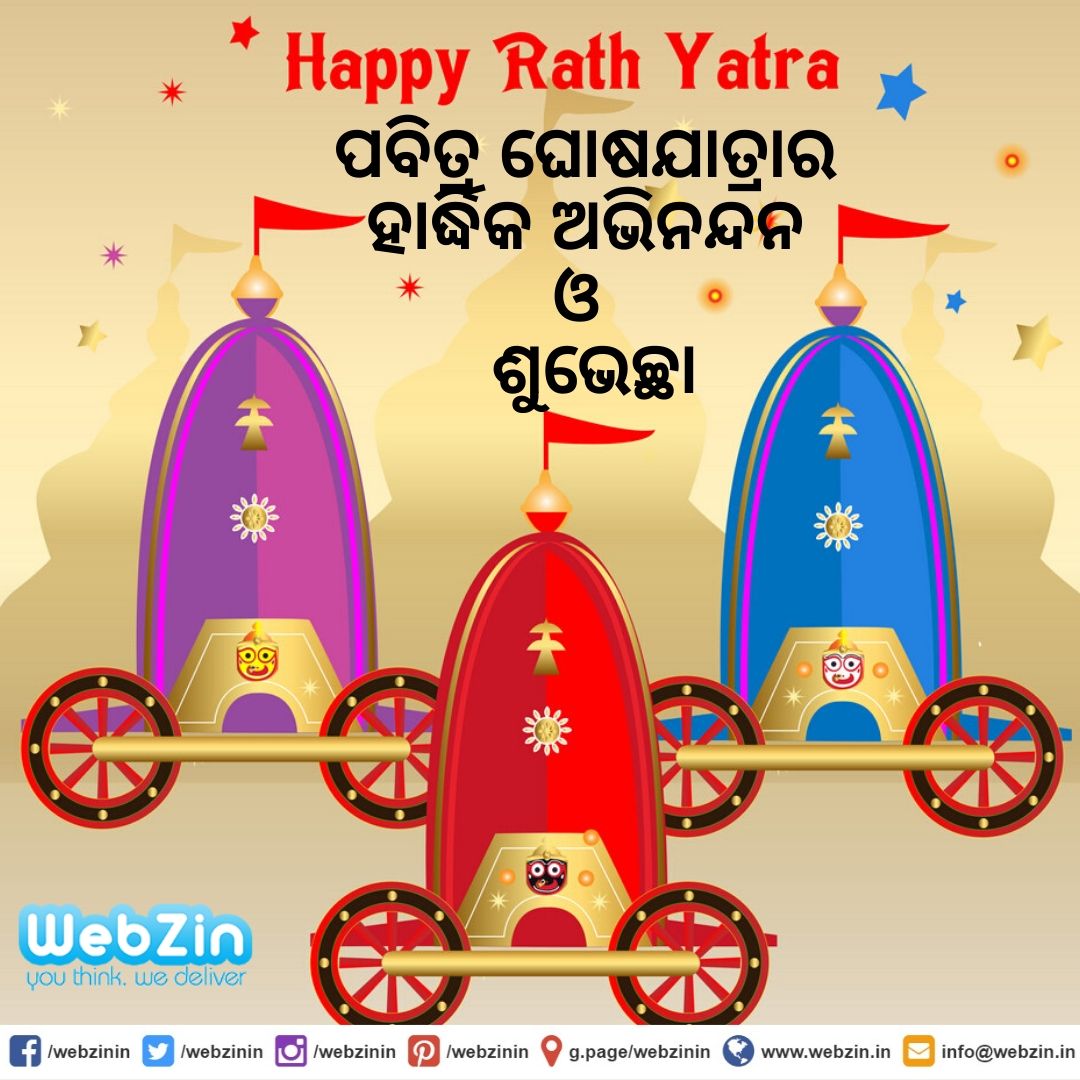 Happy Rath Yatra
ପବିତ୍ର ଘୋଷଯାତ୍ରାର
ହାର୍ଦ୍ଧିକ ଅଭିନନ୍ଦନ
ଓ
ଶୁଭେଚ୍ଛା
WebZin
you think. we deliver
/webzinin /webzinin /webzinin /webzinin g.page/webzinin www.webzin.in info@webzin.in